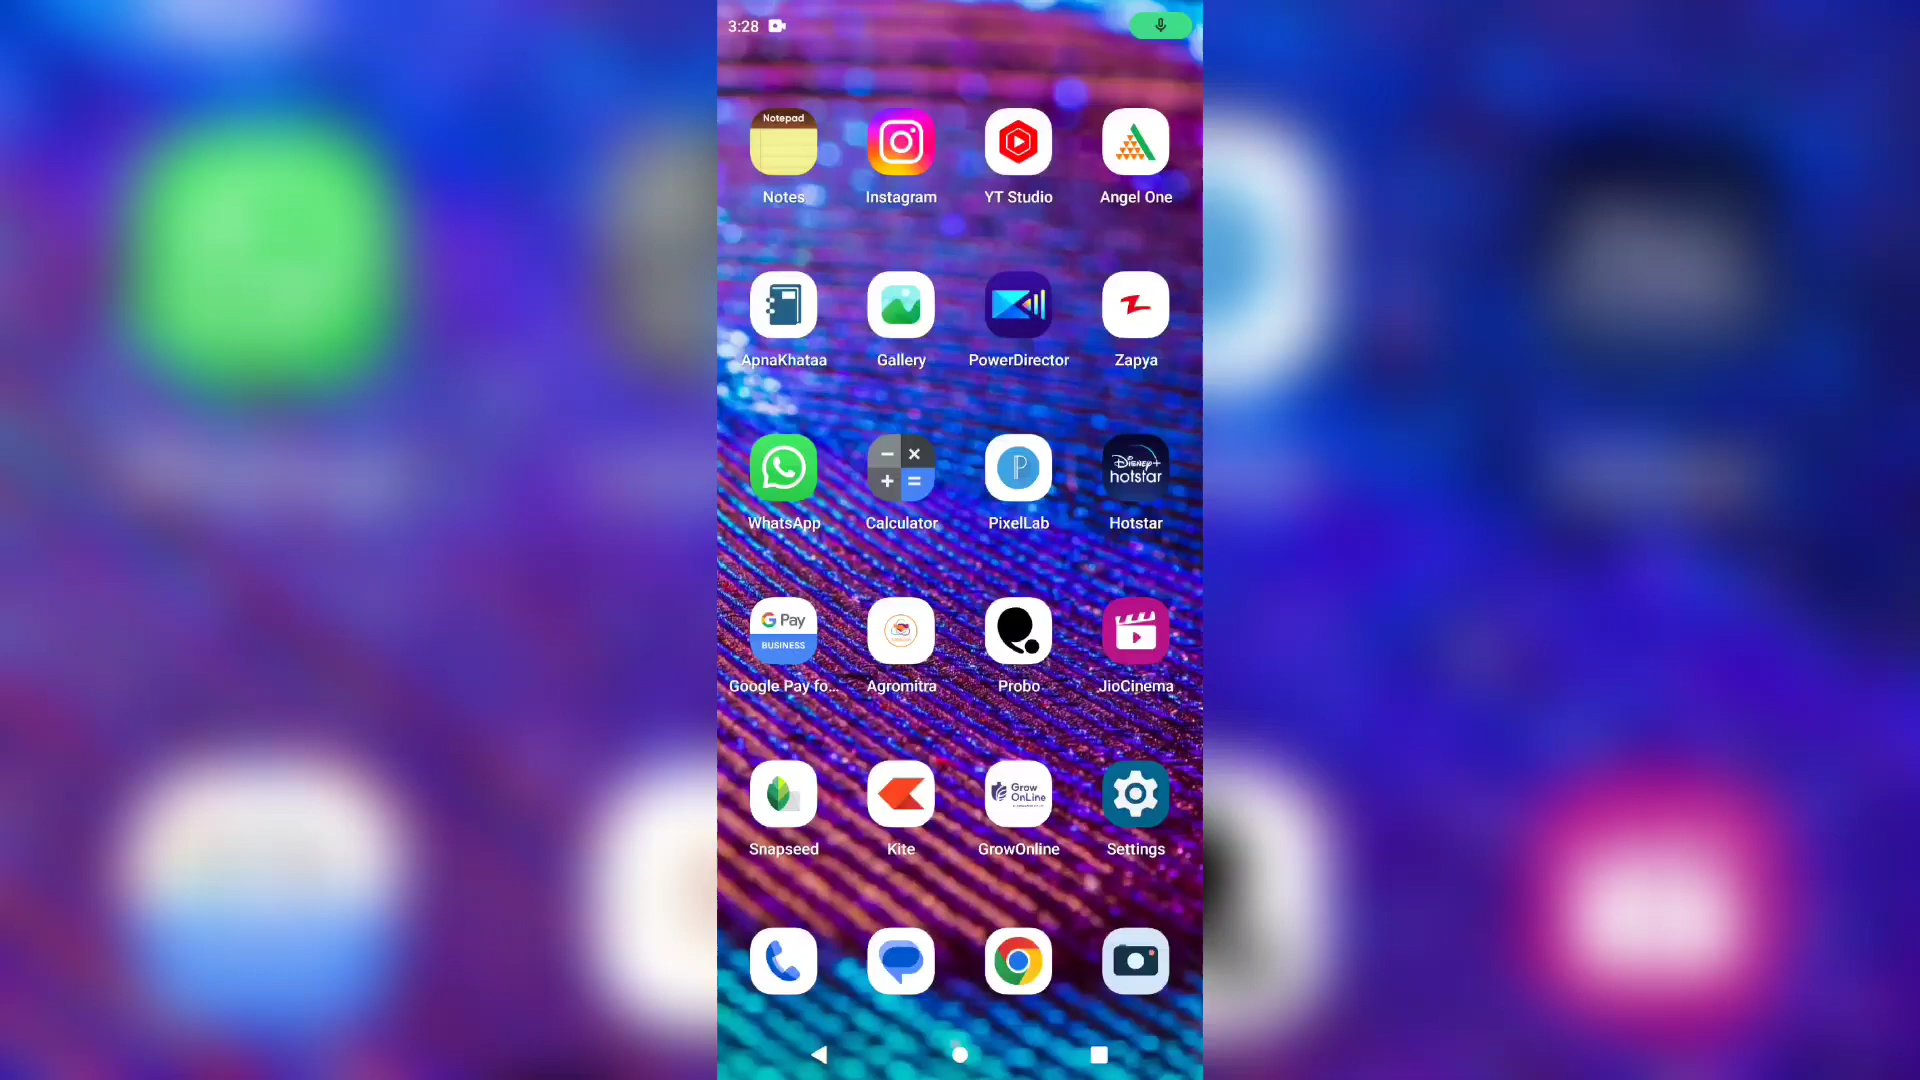 3:28
Notepad
Notes
Instagram
YT Studio
Angel One
ApnaKhataa
Gallery
PowerDirector
Zapya
Disney+
hotstar
WhatsApp
Calculator
PixelLab
Hotstar
G Pay
BUSINESS
Google Pay fo...
Agromitra
Probo
JioCinema
Grow
OnLine
Snapseed
Kite
GrowOnline
Settings